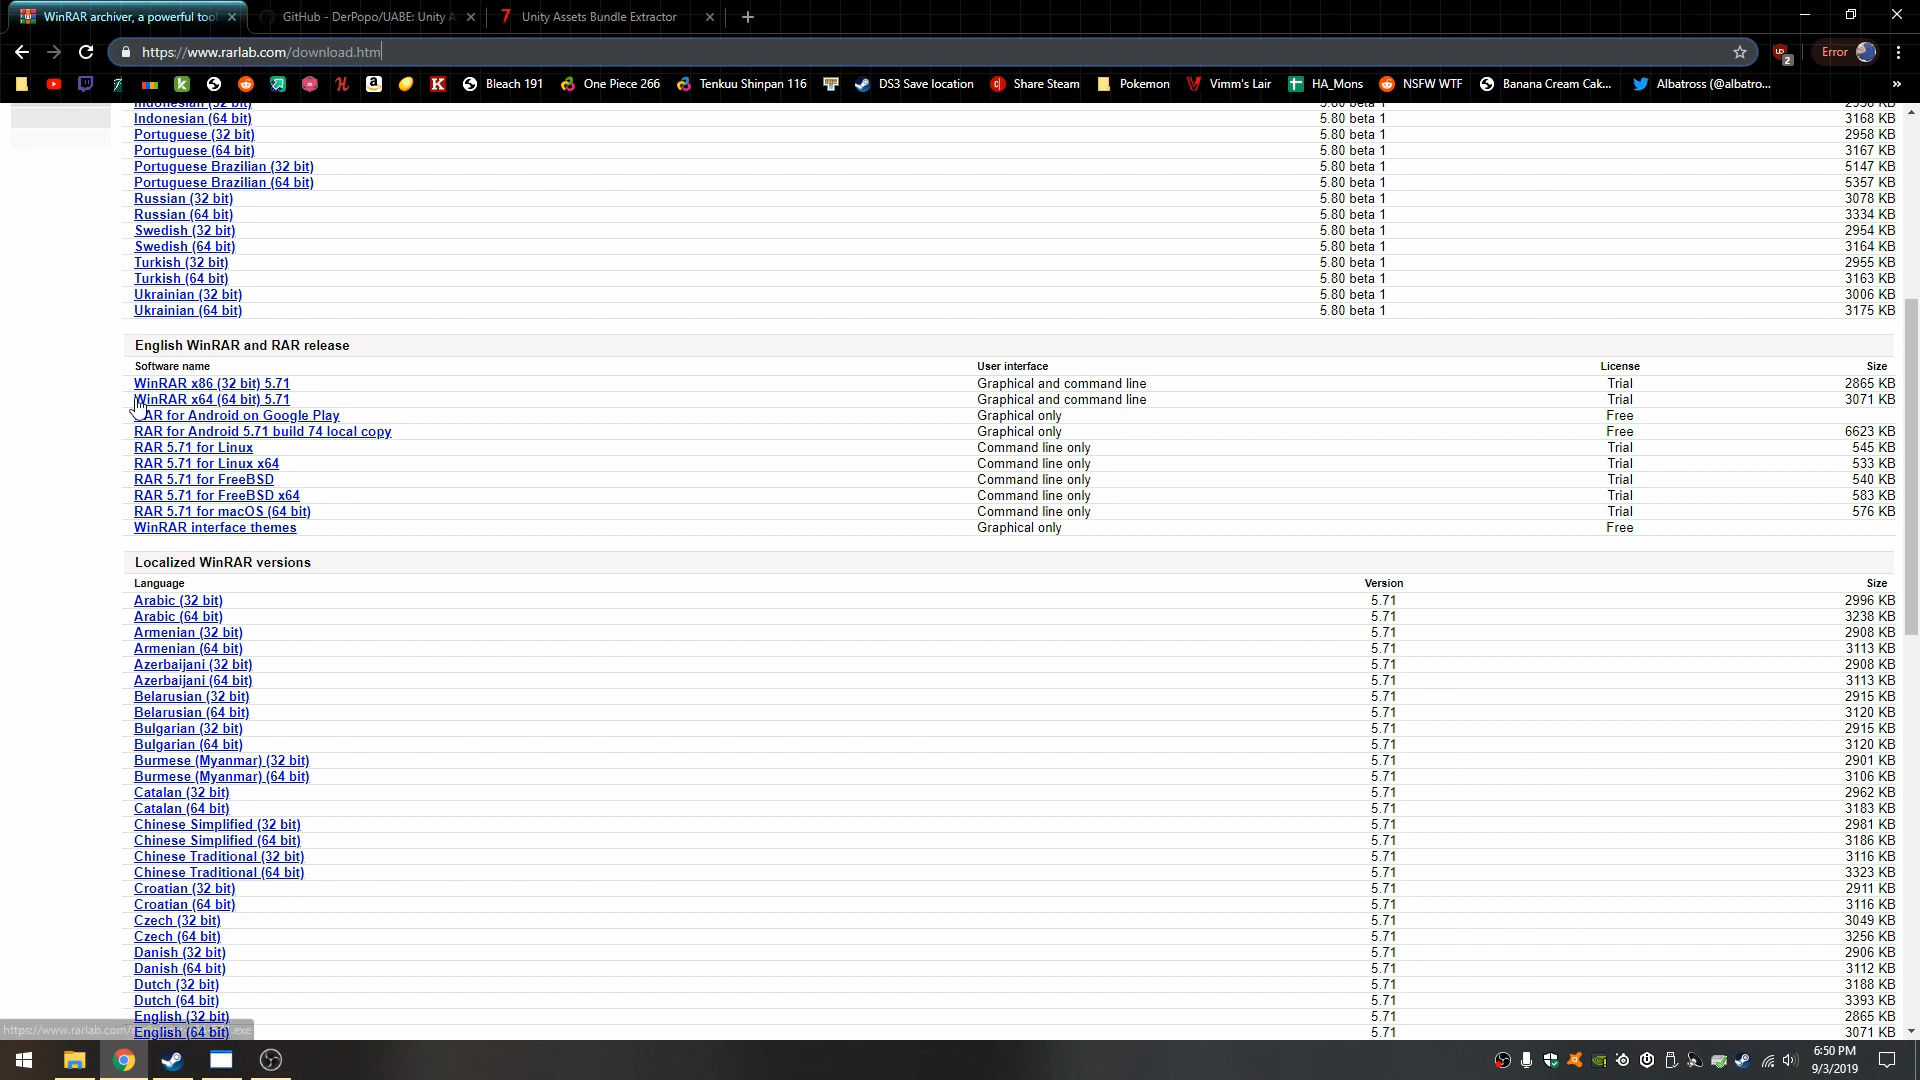 WinRAR archiver, a powerful tool
GitHub - DerPopo/UABE: Unity A
Unity Assets Bundle Extractor
https://www.rarlab.com/download.htm
2
Error
Bleach 191
One Piece 266
Tenkuu Shinpan 116
DS3 Save location
Share Steam
Pokemon
Vimm's Lair
HA_Mons
NSFW WTF
Banana Cream Cak...
Albatross (@albatro...
»
Indonesian (32 bit) 5.80 beta 1 2958 KB
Indonesian (64 bit) 5.80 beta 1 3168 KB
Portuguese (32 bit) 5.80 beta 1 2958 KB
Portuguese (64 bit) 5.80 beta 1 3167 KB
Portuguese Brazilian (32 bit) 5.80 beta 1 5147 KB
Portuguese Brazilian (64 bit) 5.80 beta 1 5357 KB
Russian (32 bit) 5.80 beta 1 3078 KB
Russian (64 bit) 5.80 beta 1 3334 KB
Swedish (32 bit) 5.80 beta 1 2954 KB
Swedish (64 bit) 5.80 beta 1 3164 KB
Turkish (32 bit) 5.80 beta 1 2955 KB
Turkish (64 bit) 5.80 beta 1 3163 KB
Ukrainian (32 bit) 5.80 beta 1 3006 KB
Ukrainian (64 bit) 5.80 beta 1 3175 KB
English WinRAR and RAR release
Software name User interface License Size
WinRAR x86 (32 bit) 5.71 Graphical and command line Trial 2865 KB
WinRAR x64 (64 bit) 5.71 Graphical and command line Trial 3071 KB
RAR for Android on Google Play Graphical only Free
RAR for Android 5.71 build 74 local copy Graphical only Free 6623 KB
RAR 5.71 for Linux Command line only Trial 545 KB
RAR 5.71 for Linux x64 Command line only Trial 533 KB
RAR 5.71 for FreeBSD Command line only Trial 540 KB
RAR 5.71 for FreeBSD x64 Command line only Trial 583 KB
RAR 5.71 for macOS (64 bit) Command line only Trial 576 KB
WinRAR interface themes Graphical only Free
Localized WinRAR versions
Language Version Size
Arabic (32 bit) 5.71 2996 KB
Arabic (64 bit) 5.71 3238 KB
Armenian (32 bit) 5.71 2908 KB
Armenian (64 bit) 5.71 3113 KB
Azerbaijani (32 bit) 5.71 2908 KB
Azerbaijani (64 bit) 5.71 3113 KB
Belarusian (32 bit) 5.71 2915 KB
Belarusian (64 bit) 5.71 3120 KB
Bulgarian (32 bit) 5.71 2915 KB
Bulgarian (64 bit) 5.71 3120 KB
Burmese (Myanmar) (32 bit) 5.71 2901 KB
Burmese (Myanmar) (64 bit) 5.71 3106 KB
Catalan (32 bit) 5.71 2962 KB
Catalan (64 bit) 5.71 3183 KB
Chinese Simplified (32 bit) 5.71 2981 KB
Chinese Simplified (64 bit) 5.71 3186 KB
Chinese Traditional (32 bit) 5.71 3116 KB
Chinese Traditional (64 bit) 5.71 3323 KB
Croatian (32 bit) 5.71 2911 KB
Croatian (64 bit) 5.71 3116 KB
Czech (32 bit) 5.71 3049 KB
Czech (64 bit) 5.71 3256 KB
Danish (32 bit) 5.71 2906 KB
Danish (64 bit) 5.71 3112 KB
Dutch (32 bit) 5.71 3188 KB
Dutch (64 bit) 5.71 3393 KB
English (32 bit) 5.71 2865 KB
English (64 bit) 5.71 3071 KB
https://www.rarlab.com/ .exe
6:50 PM
9/3/2019